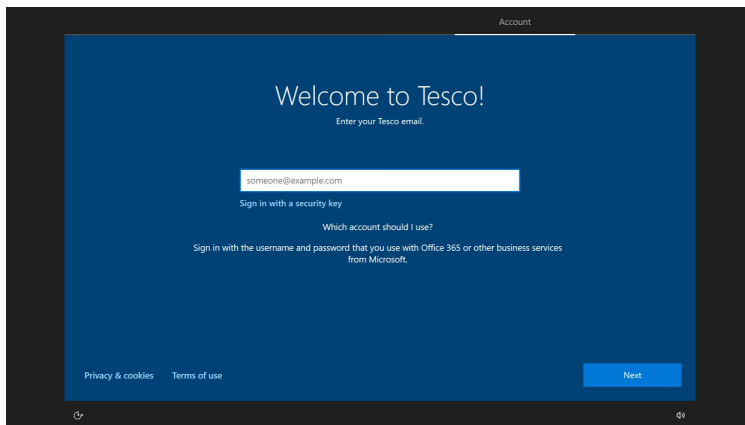 Account
Welcome to Tesco!
Enter your Tesco email.
someone@example.com
Sign in with a security key
Which account should I use?
Sign in with the username and password that you use with Office 365 or other business services
from Microsoft.
Privacy & cookies
Terms of use
Next